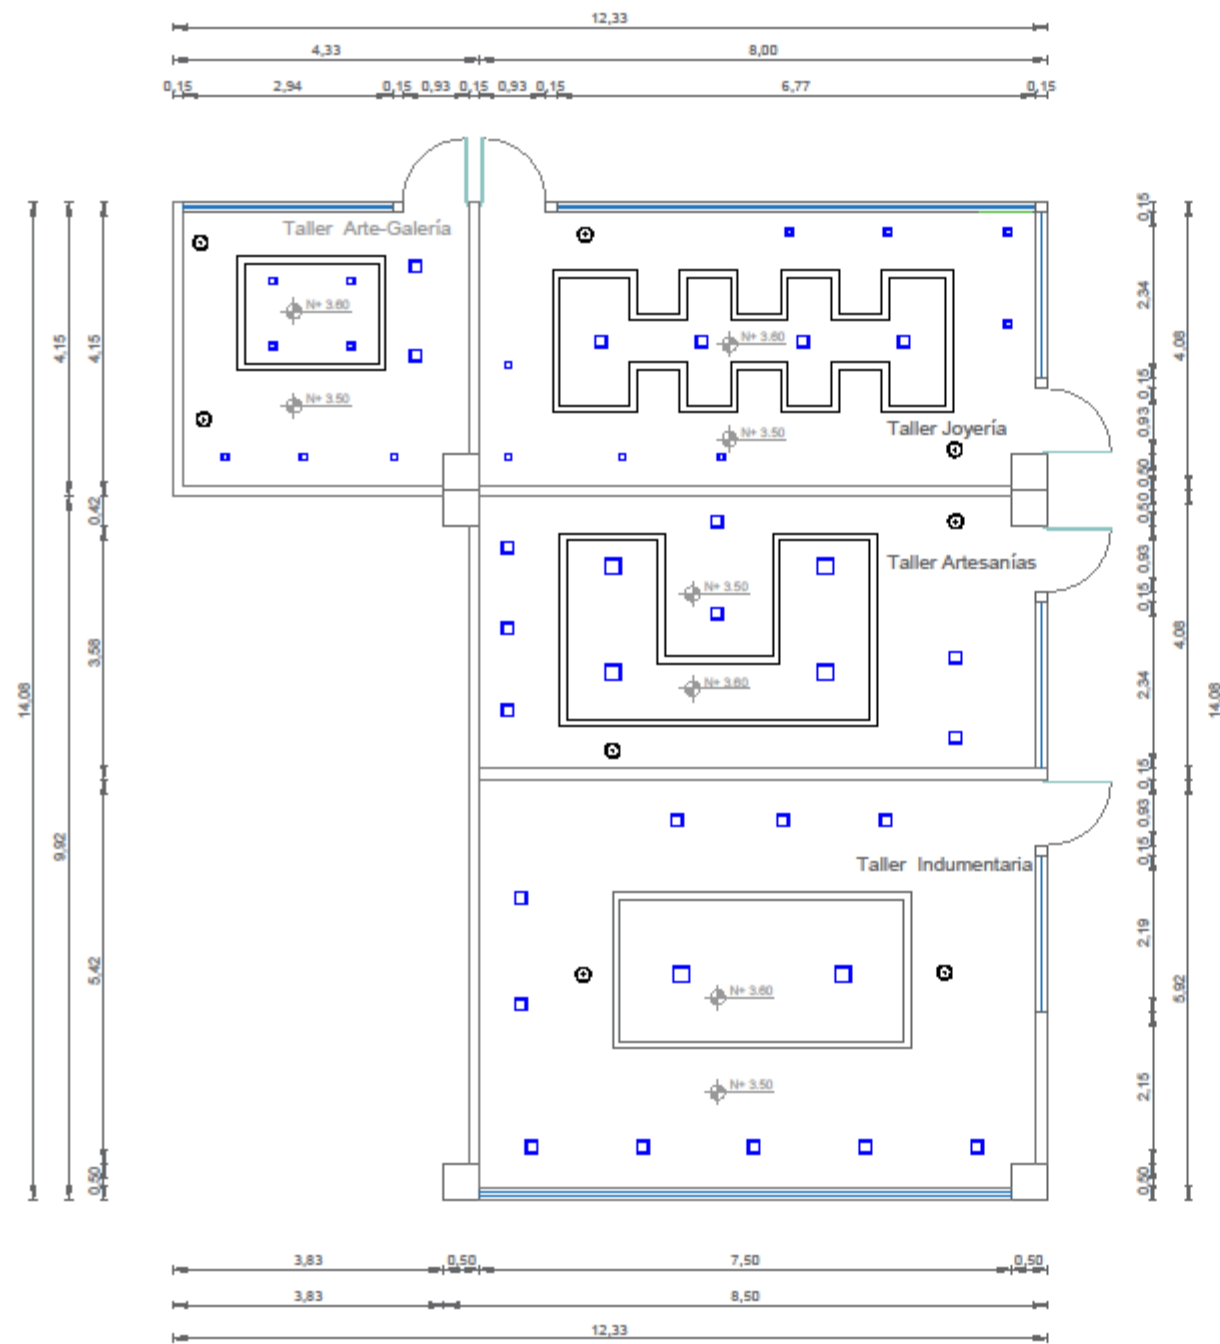 12,33
4,33 8,00
0,15 2,94 0,15 0,93 0,15 0,93 0,15 6,77 0,15
Taller Arte-Galería
N+ 3.60
N+ 3.50
N+ 3.60
N+ 3.50
Taller Joyería
Taller Artesanías
N+ 3.50
N+ 3.60
Taller Indumentaria
N+ 3.60
N+ 3.50
14,08
4,15
9,92
4,15
0,42
3,58
5,42
0,50
0,15
2,34
0,15
0,93
0,50
0,50
0,93
0,15
2,34
0,15
0,93
0,15
2,19
2,15
0,50
4,08
4,08
5,92
14,08
3,83 0,50 7,50 0,50
3,83 8,50
12,33